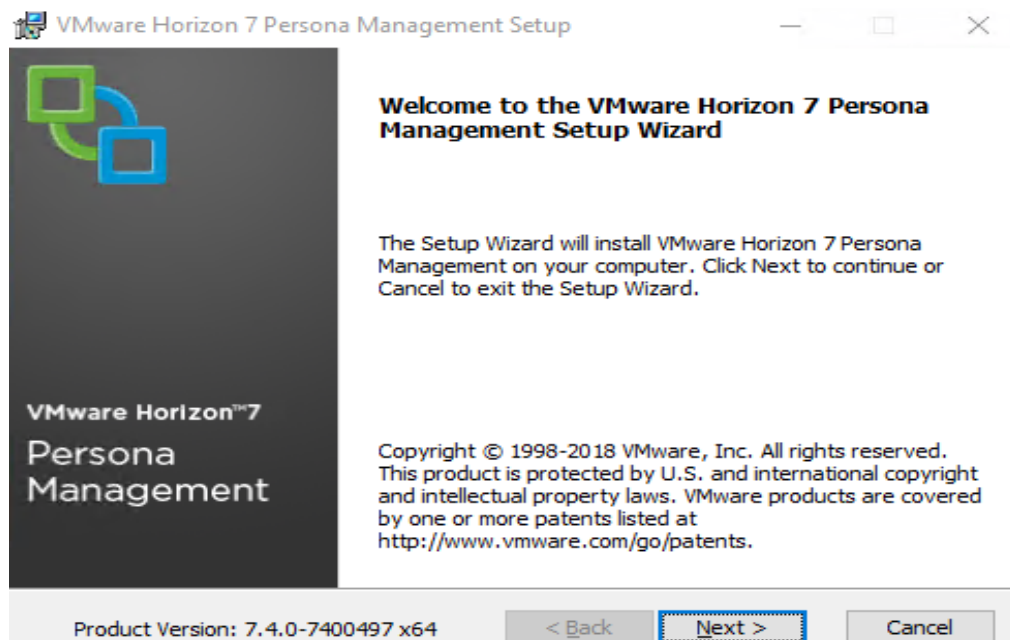 VMware Horizon 7 Persona Management Setup
Welcome to the VMware Horizon 7 Persona
Management Setup Wizard
The Setup Wizard will install VMware Horizon 7 Persona
Management on your computer. Click Next to continue or
Cancel to exit the Setup Wizard.
VMware Horizon™7
Persona
Management
Copyright © 1998-2018 VMware, Inc. All rights reserved.
This product is protected by U.S. and international copyright
and intellectual property laws. VMware products are covered
by one or more patents listed at
http://www.vmware.com/go/patents.
Product Version: 7.4.0-7400497 x64
< Back
Next >
Cancel